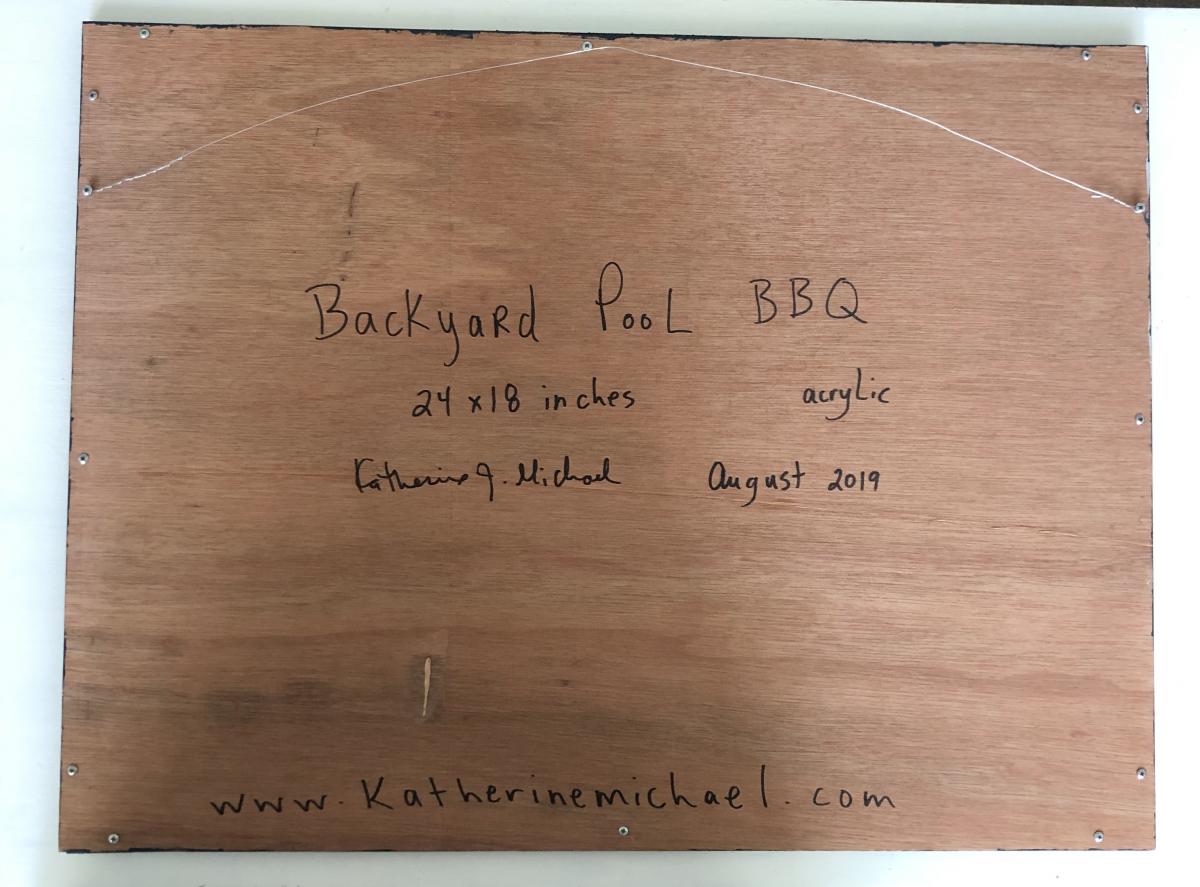 Backyard Pool BBQ
24 x 18 inches acrylic
Katherine J. Michael August 2019
www.Katherinemichael.com